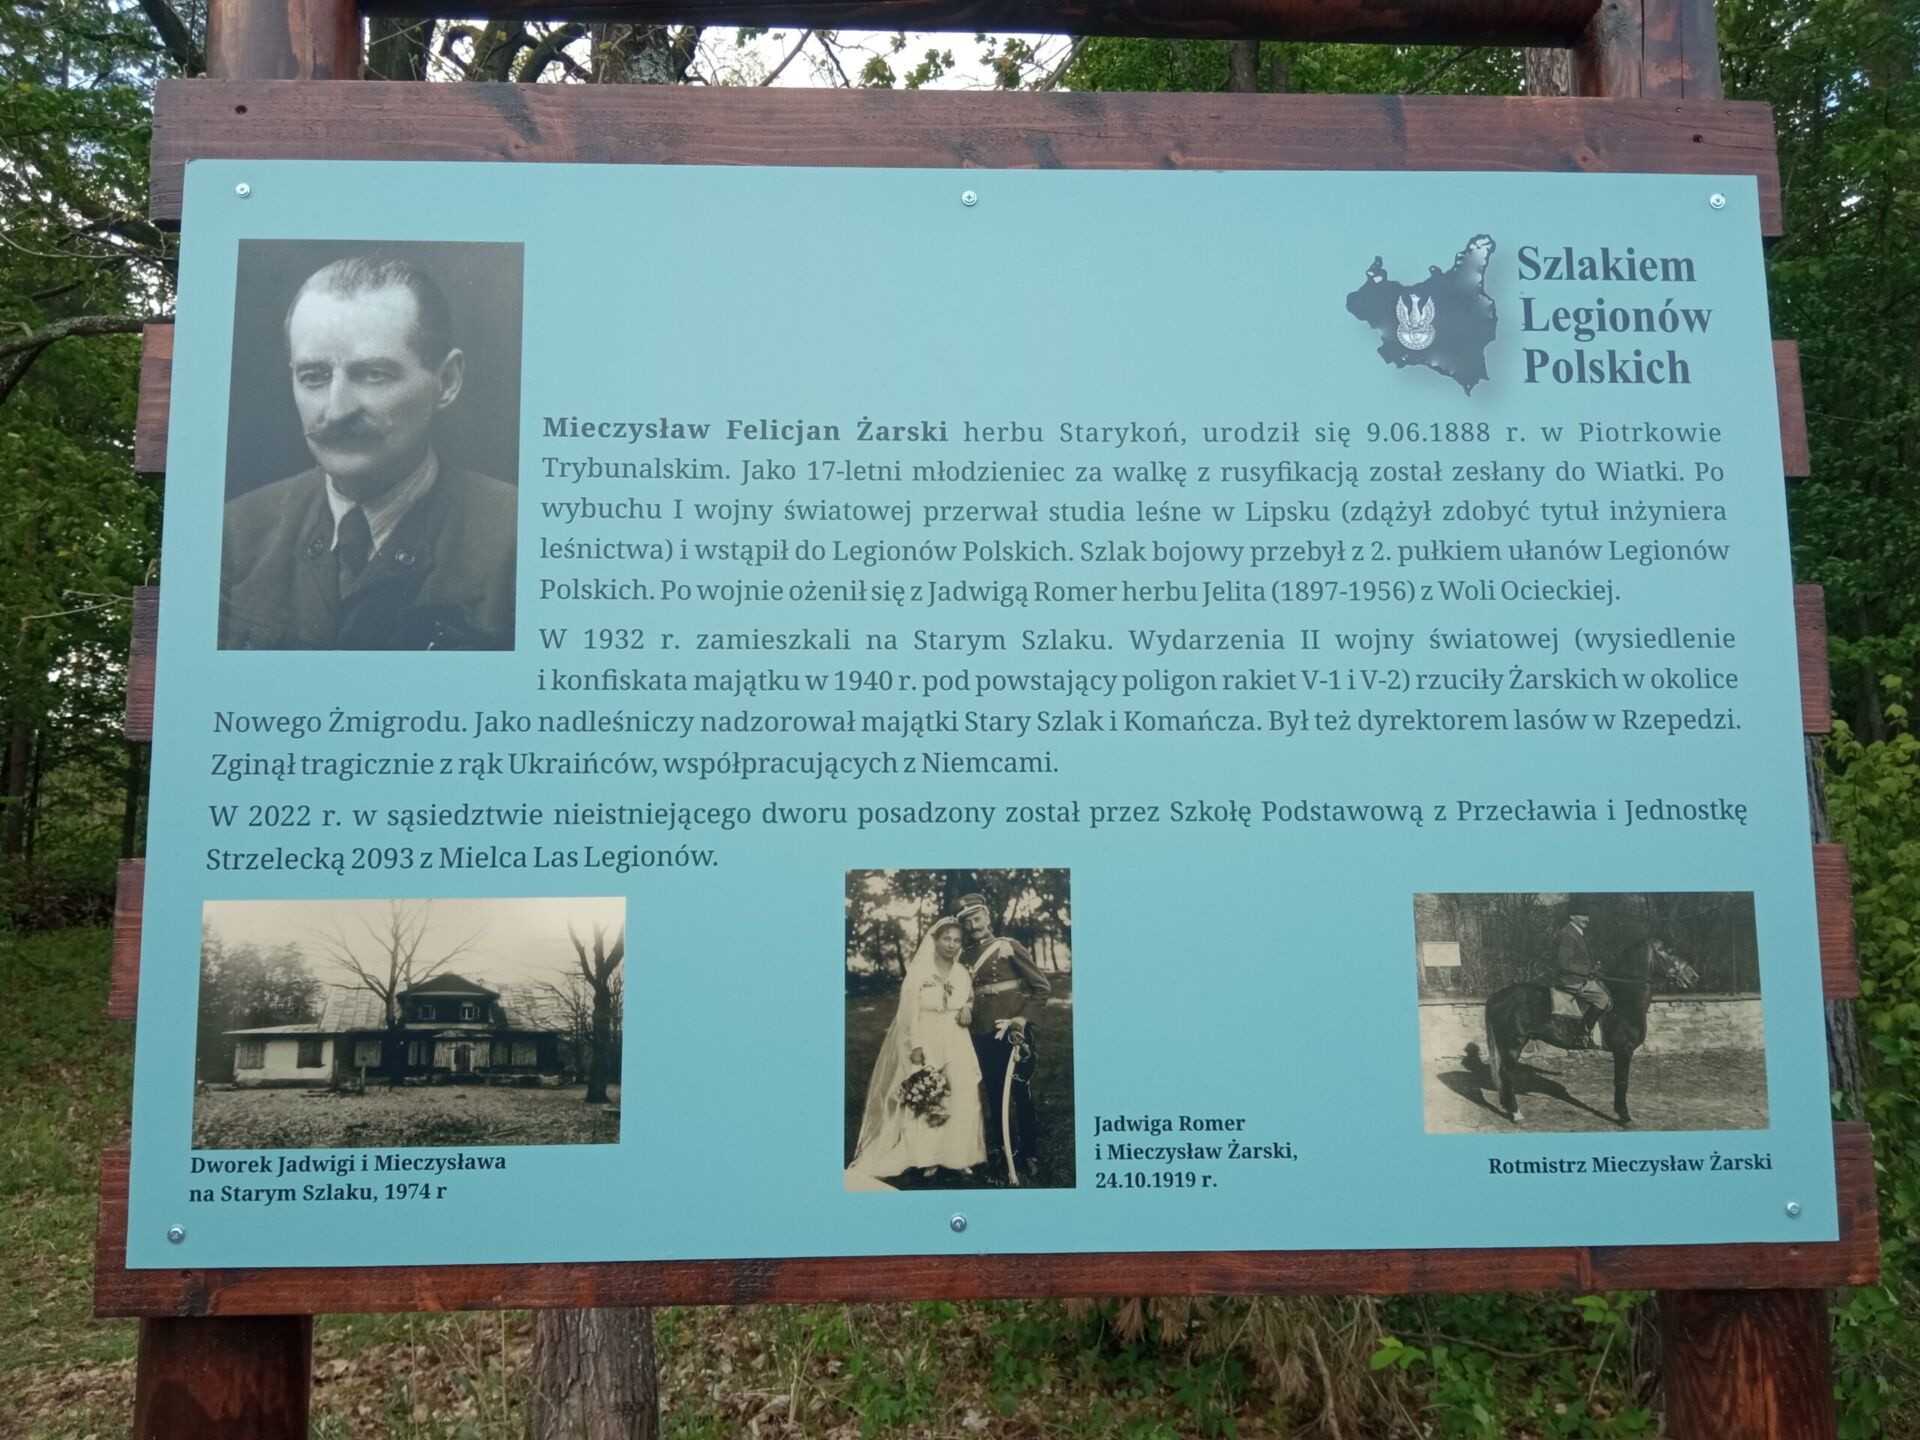 Szlakiem
Legionów
Polskich
Mieczysław Felicjan Żarski herbu Starykoń, urodził się 9.06.1888 r. w Piotrkowie
Trybunalskim. Jako 17-letni młodzieniec za walkę z rusyfikacją został zesłany do Wiatki. Po
wybuchu I wojny światowej przerwał studia leśne w Lipsku (zdążył zdobyć tytuł inżyniera
leśnictwa) i wstąpił do Legionów Polskich. Szlak bojowy przebył z 2. pułkiem ułanów Legionów
Polskich. Po wojnie ożenił się z Jadwigą Romer herbu Jelita (1897-1956) z Woli Ocieckiej.
W 1932 r. zamieszkali na Starym Szlaku. Wydarzenia II wojny światowej (wysiedlenie
i konfiskata majątku w 1940 r. pod powstający poligon rakiet V-1 i V-2) rzuciły Żarskich w okolice
Nowego Żmigrodu. Jako nadleśniczy nadzorował majątki Stary Szlak i Komańcza. Był też dyrektorem lasów w Rzepedzi.
Zginął tragicznie z rąk Ukraińców, współpracujących z Niemcami.
W 2022 r. w sąsiedztwie nieistniejącego dworu posadzony został przez Szkołę Podstawową z Przecławia i Jednostkę
Strzelecką 2093 z Mielca Las Legionów.
Dworek Jadwigi i Mieczysława
na Starym Szlaku, 1974 r
Jadwiga Romer
i Mieczysław Żarski,
24.10.1919 r.
Rotmistrz Mieczysław Żarski